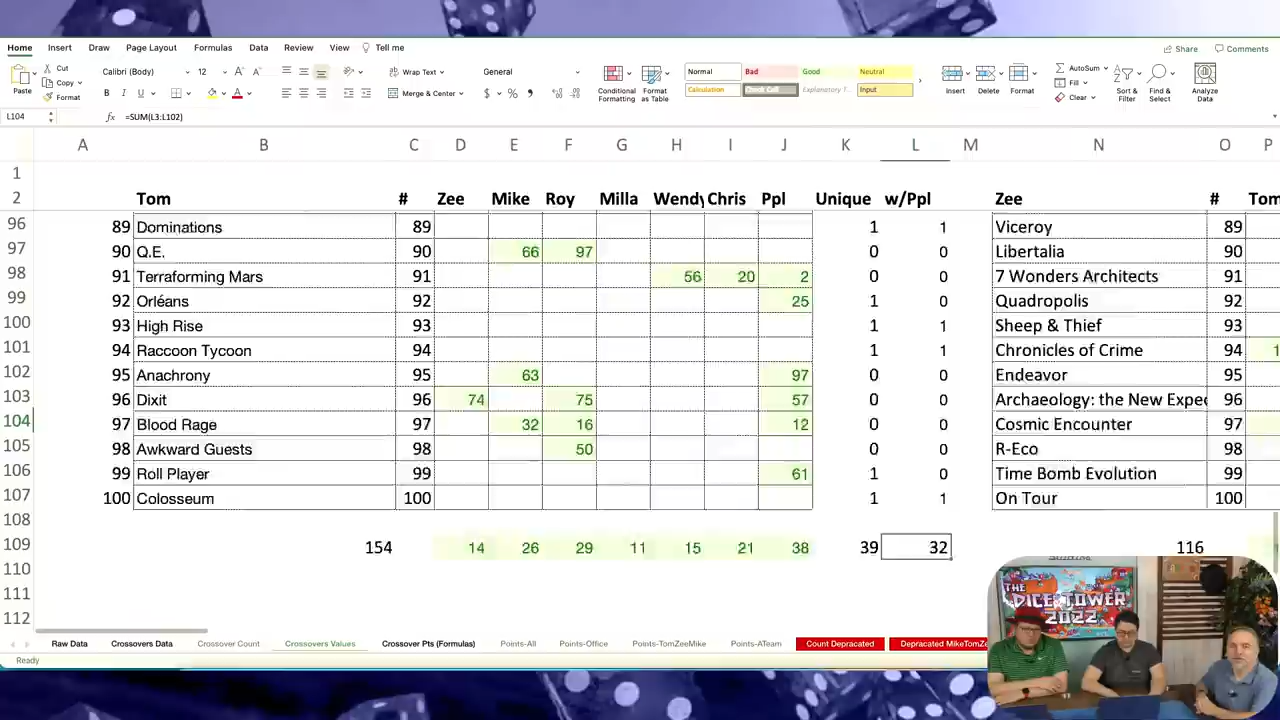 Home Insert Draw Page Layout Formulas Data Review View Tell me Share Comments
Cut Calibri (Body) 12 Wrap Text General Normal Bad Good Neutral AutoSum
Copy Fill
Paste Format B I U Merge & Center $ % Conditional Formatting Format as Table Calculation Check Cell Explanatory T... Input Insert Delete Format Clear Sort & Filter Find & Select Analyze Data
L104 fx =SUM(L3:L102)
A B C D E F G H I J K L M N O P
1
2 Tom # Zee Mike Roy Milla Wendy Chris Ppl Unique w/Ppl Zee # Tom
96 89 Dominations 89 1 1 Viceroy 89
97 90 Q.E. 90 66 97 0 0 Libertalia 90
98 91 Terraforming Mars 91 56 20 2 0 0 7 Wonders Architects 91
99 92 Orléans 92 25 1 0 Quadropolis 92
100 93 High Rise 93 1 1 Sheep & Thief 93
101 94 Raccoon Tycoon 94 1 1 Chronicles of Crime 94 1
102 95 Anachrony 95 63 97 0 0 Endeavor 95
103 96 Dixit 96 74 75 57 0 0 Archaeology: the New Expe 96
104 97 Blood Rage 97 32 16 12 0 0 Cosmic Encounter 97
105 98 Awkward Guests 98 50 0 0 R-Eco 98
106 99 Roll Player 99 61 1 0 Time Bomb Evolution 99
107 100 Colosseum 100 1 1 On Tour 100
108
109 154 14 26 29 11 15 21 38 39 32 116
110
111
112
THE
DICE TOWER
2022
Raw Data Crossovers Data Crossover Count Crossovers Values Crossover Pts (Formulas) Points-All Points-Office Points-TomZeeMike Points-ATeam Count Depracated Depracated MikeTomZe
Ready